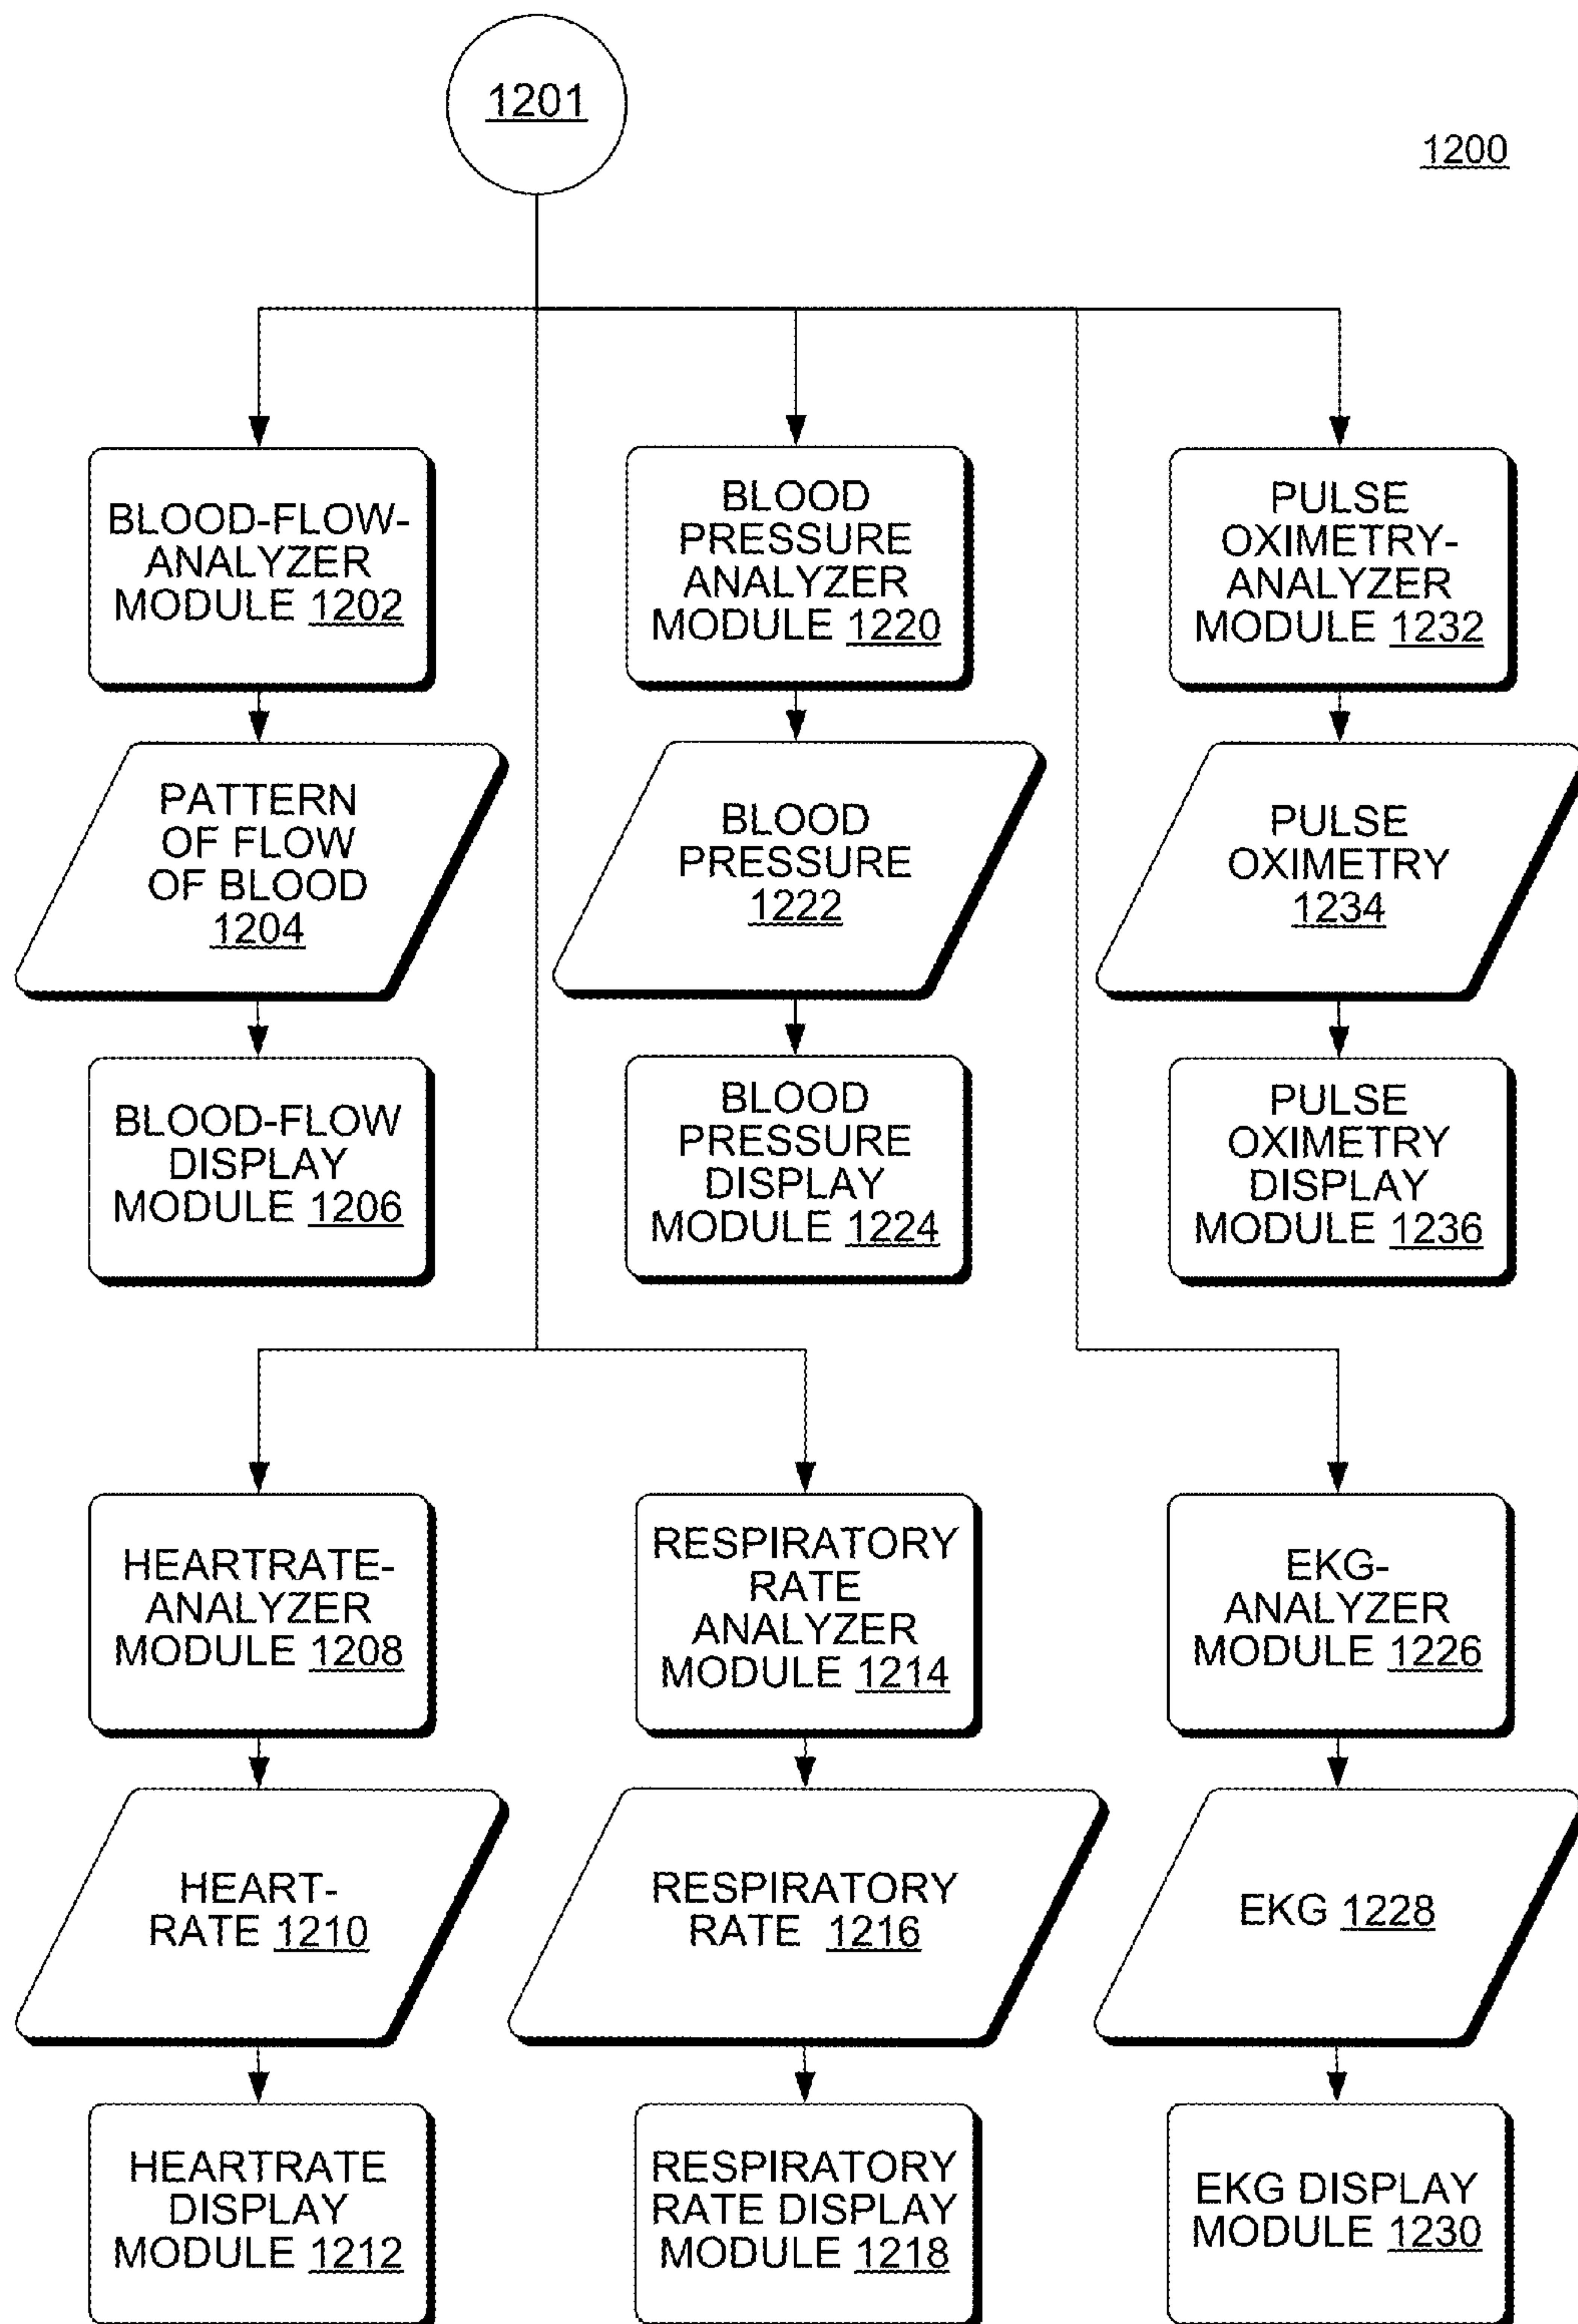 1201
1200
BLOOD-FLOW-
ANALYZER
MODULE 1202
BLOOD
PRESSURE
ANALYZER
MODULE 1220
PULSE
OXIMETRY-
ANALYZER
MODULE 1232
PATTERN
OF FLOW
OF BLOOD
1204
BLOOD
PRESSURE
1222
PULSE
OXIMETRY
1234
BLOOD-FLOW
DISPLAY
MODULE 1206
BLOOD
PRESSURE
DISPLAY
MODULE 1224
PULSE
OXIMETRY
DISPLAY
MODULE 1236
HEARTRATE-
ANALYZER
MODULE 1208
RESPIRATORY
RATE
ANALYZER
MODULE 1214
EKG-
ANALYZER
MODULE 1226
HEART-
RATE 1210
RESPIRATORY
RATE 1216
EKG 1228
HEARTRATE
DISPLAY
MODULE 1212
RESPIRATORY
RATE DISPLAY
MODULE 1218
EKG DISPLAY
MODULE 1230